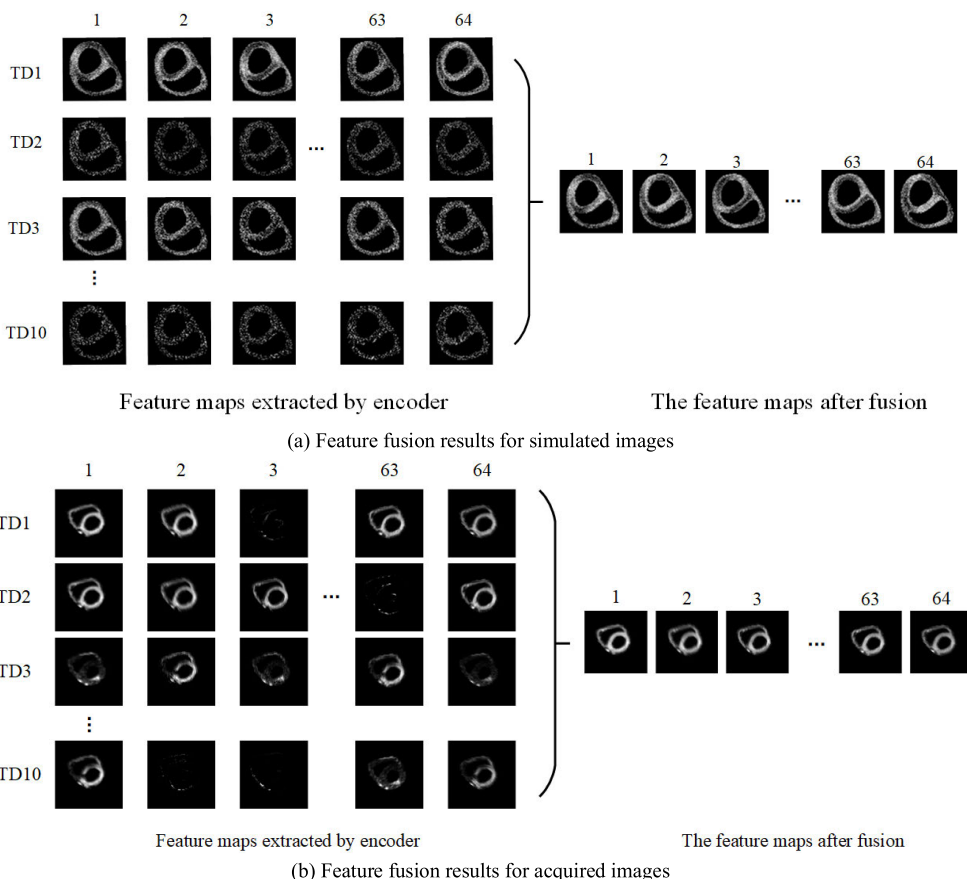 1 2 3 63 64
TD1
TD2
...
1 2 3 63 64
...
TD3
⋮
TD10
Feature maps extracted by encoder
The feature maps after fusion
(a) Feature fusion results for simulated images
1 2 3 63 64
TD1
TD2
...
1 2 3 63 64
...
TD3
⋮
TD10
Feature maps extracted by encoder
The feature maps after fusion
(b) Feature fusion results for acquired images